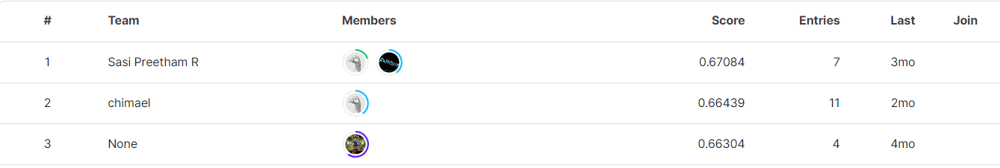 # Team Members Score Entries Last Join
1 Sasi Preetham R 0.67084 7 3mo
2 chimael 0.66439 11 2mo
3 None 0.66304 4 4mo